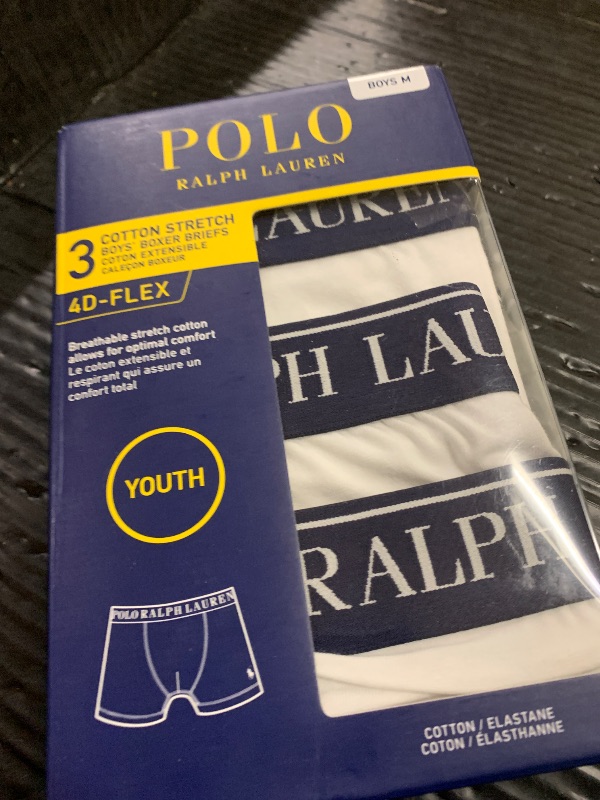 BOYS M
POLO
RALPH LAUREN
3
COTTON STRETCH
BOYS' BOXER BRIEFS
COTON EXTENSIBLE
CALEÇON BOXEUR
4D-FLEX
Breathable stretch cotton
allows for optimal comfort
Le coton extensible et
respirant qui assure un
confort total
YOUTH
POLO RALPH LAUREN
LAUREN
PH LAU
RALPH
COTTON / ELASTANE
COTON / ÉLASTHANNE